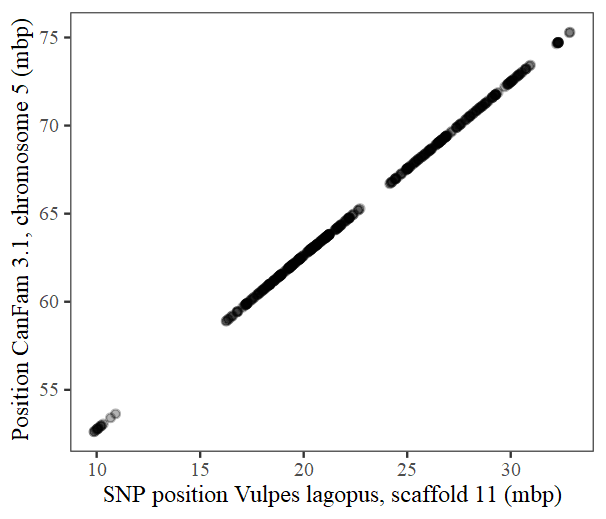 Position CanFam 3.1, chromosome 5 (mbp)
75
70
65
60
55
10 15 20 25 30
SNP position Vulpes lagopus, scaffold 11 (mbp)